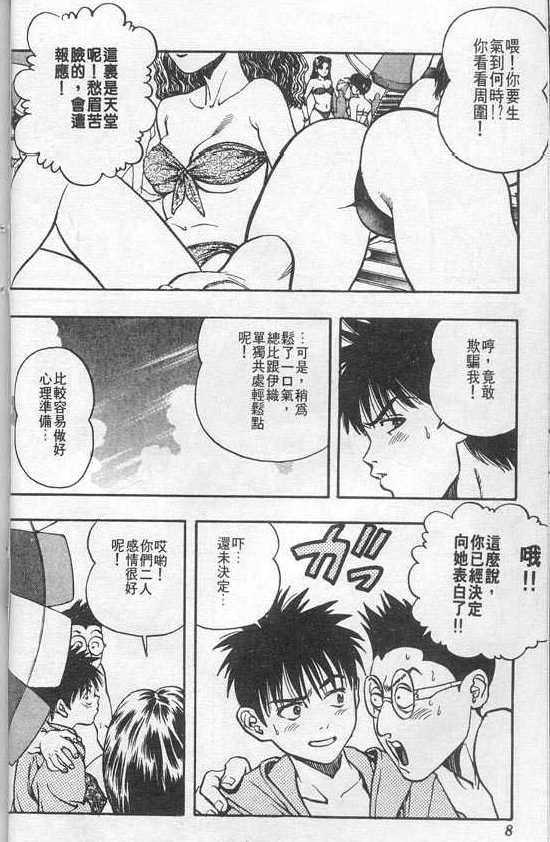 喂！你要生
氣到何時!?
你看看周圍！
這裏是天堂
呢！愁眉苦
臉的，會遭
報應！
哼，竟敢
欺騙我！
…可是，稍為
鬆了一口氣，
總比跟伊織
單獨共處輕鬆點
呢！
比較容易做好
心理準備…
哦!!
這麼說，
你已經決定
向她表白了!!
ガッ
吓…
還未決定…
哎喲！
你們二人
感情很好
呢！
8